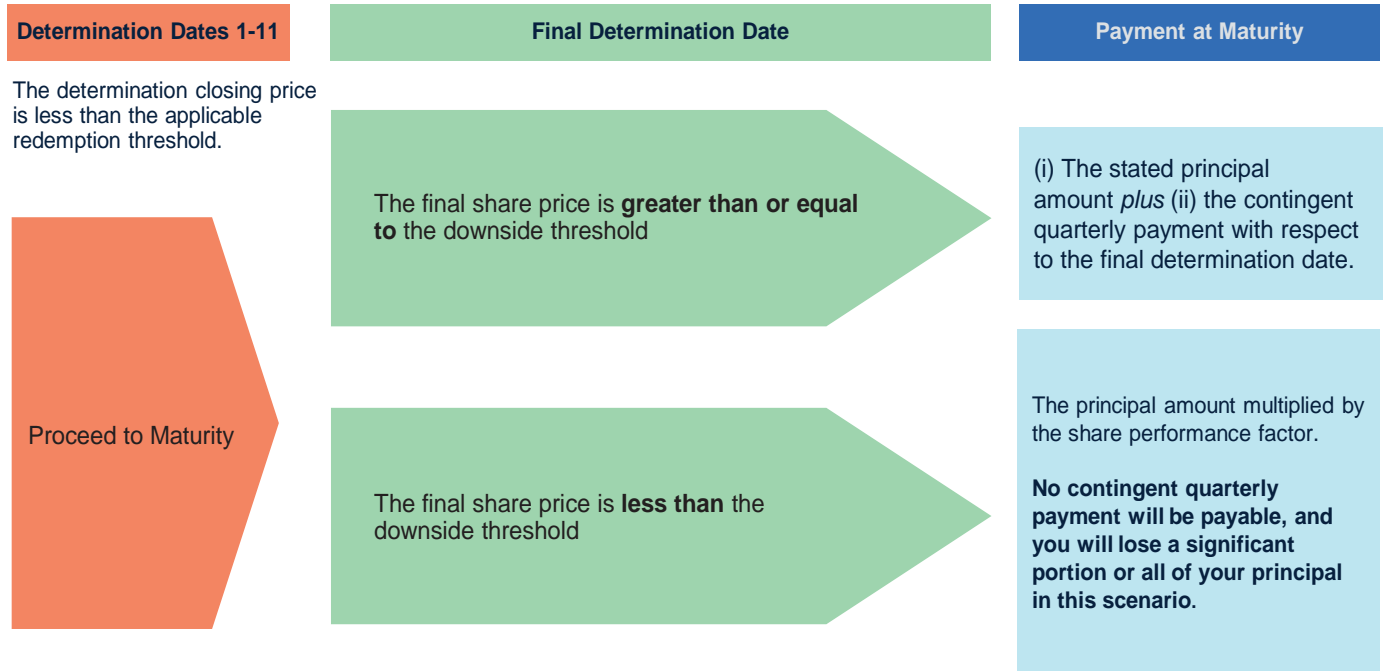 Determination Dates 1-11
Final Determination Date
Payment at Maturity
The determination closing price
is less than the applicable
redemption threshold.
Proceed to Maturity
The final share price is greater than or equal
to the downside threshold
(i) The stated principal
amount plus (ii) the contingent
quarterly payment with respect
to the final determination date.
The final share price is less than the
downside threshold
The principal amount multiplied by
the share performance factor.
No contingent quarterly
payment will be payable, and
you will lose a significant
portion or all of your principal
in this scenario.